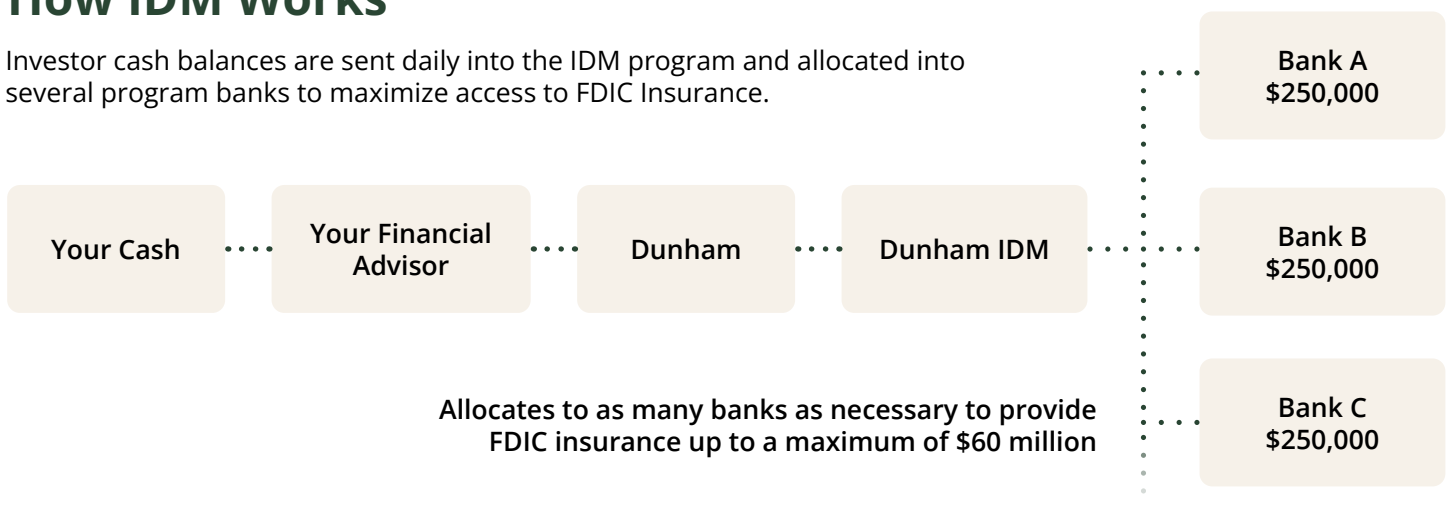 How IDM Works
Investor cash balances are sent daily into the IDM program and allocated into
several program banks to maximize access to FDIC Insurance.
Your Cash
Your Financial
Advisor
Dunham
Dunham IDM
Bank A
$250,000
Bank B
$250,000
Bank C
$250,000
Allocates to as many banks as necessary to provide
FDIC insurance up to a maximum of $60 million